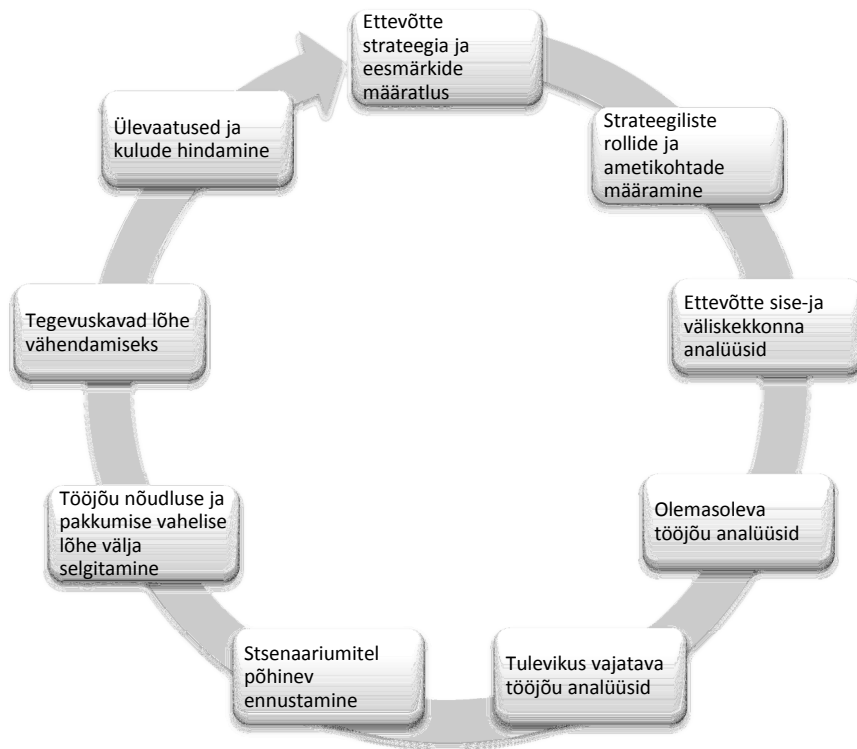 Ettevõtte
strateegia ja
eesmärkide
määratlus
Strateegiliste
rollide ja
ametikohtade
määramine
Ettevõtte sise-ja
väliskekkonna
analüüsid
Olemasoleva
tööjõu analüüsid
Tulevikus vajatava
tööjõu analüüsid
Stsenaariumitel
põhinev
ennustamine
Tööjõu nõudluse ja
pakkumise vahelise
lõhe välja
selgitamine
Tegevuskavad lõhe
vähendamiseks
Ülevaatused ja
kulude hindamine